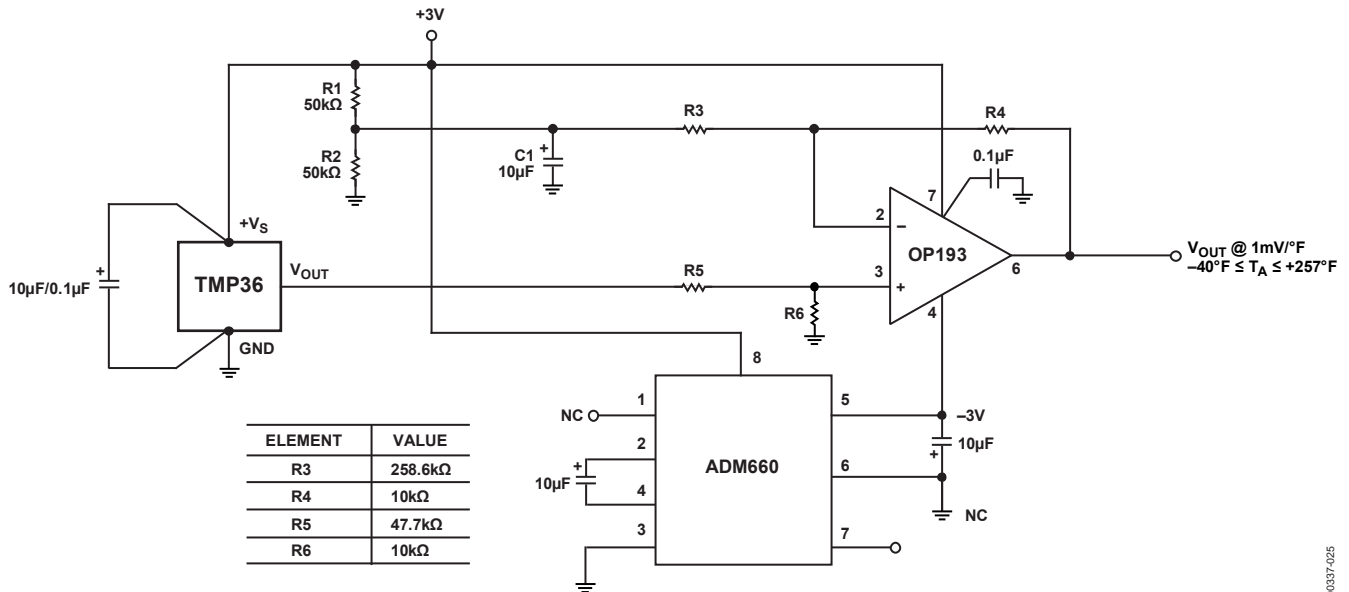 +3V
R1
50kΩ
R2
50kΩ
C1
+
10µF
R3
R4
0.1µF
7
2
–
OP193
6
3
+
4
VOUT @ 1mV/°F
–40°F ≤ TA ≤ +257°F
+VS
TMP36
VOUT
GND
+
10µF/0.1µF
R5
R6
8
NC
1
2
+
10µF
4
3
ADM660
5
–3V
10µF
+
6
NC
7
ELEMENT VALUE
R3 258.6kΩ
R4 10kΩ
R5 47.7kΩ
R6 10kΩ